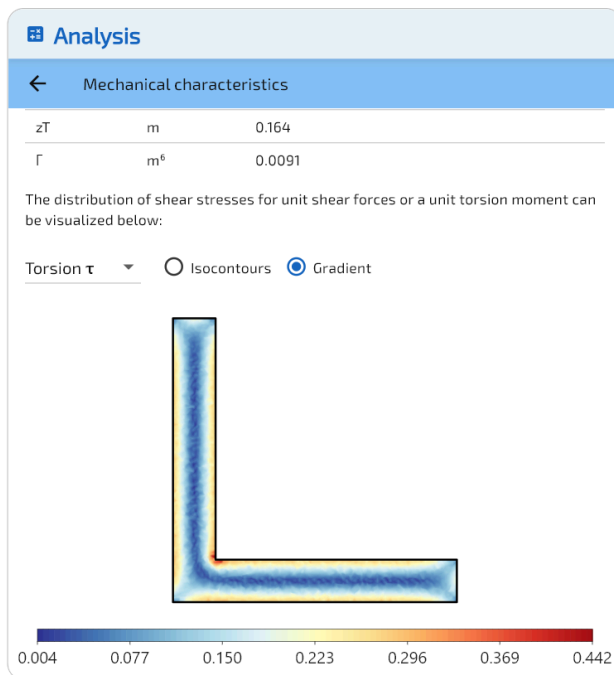 Analysis
Mechanical characteristics
zT m 0.164
Γ m⁶ 0.0091
The distribution of shear stresses for unit shear forces or a unit torsion moment can
be visualized below:
Torsion τ Isocontours Gradient
0.004 0.077 0.150 0.223 0.296 0.369 0.442